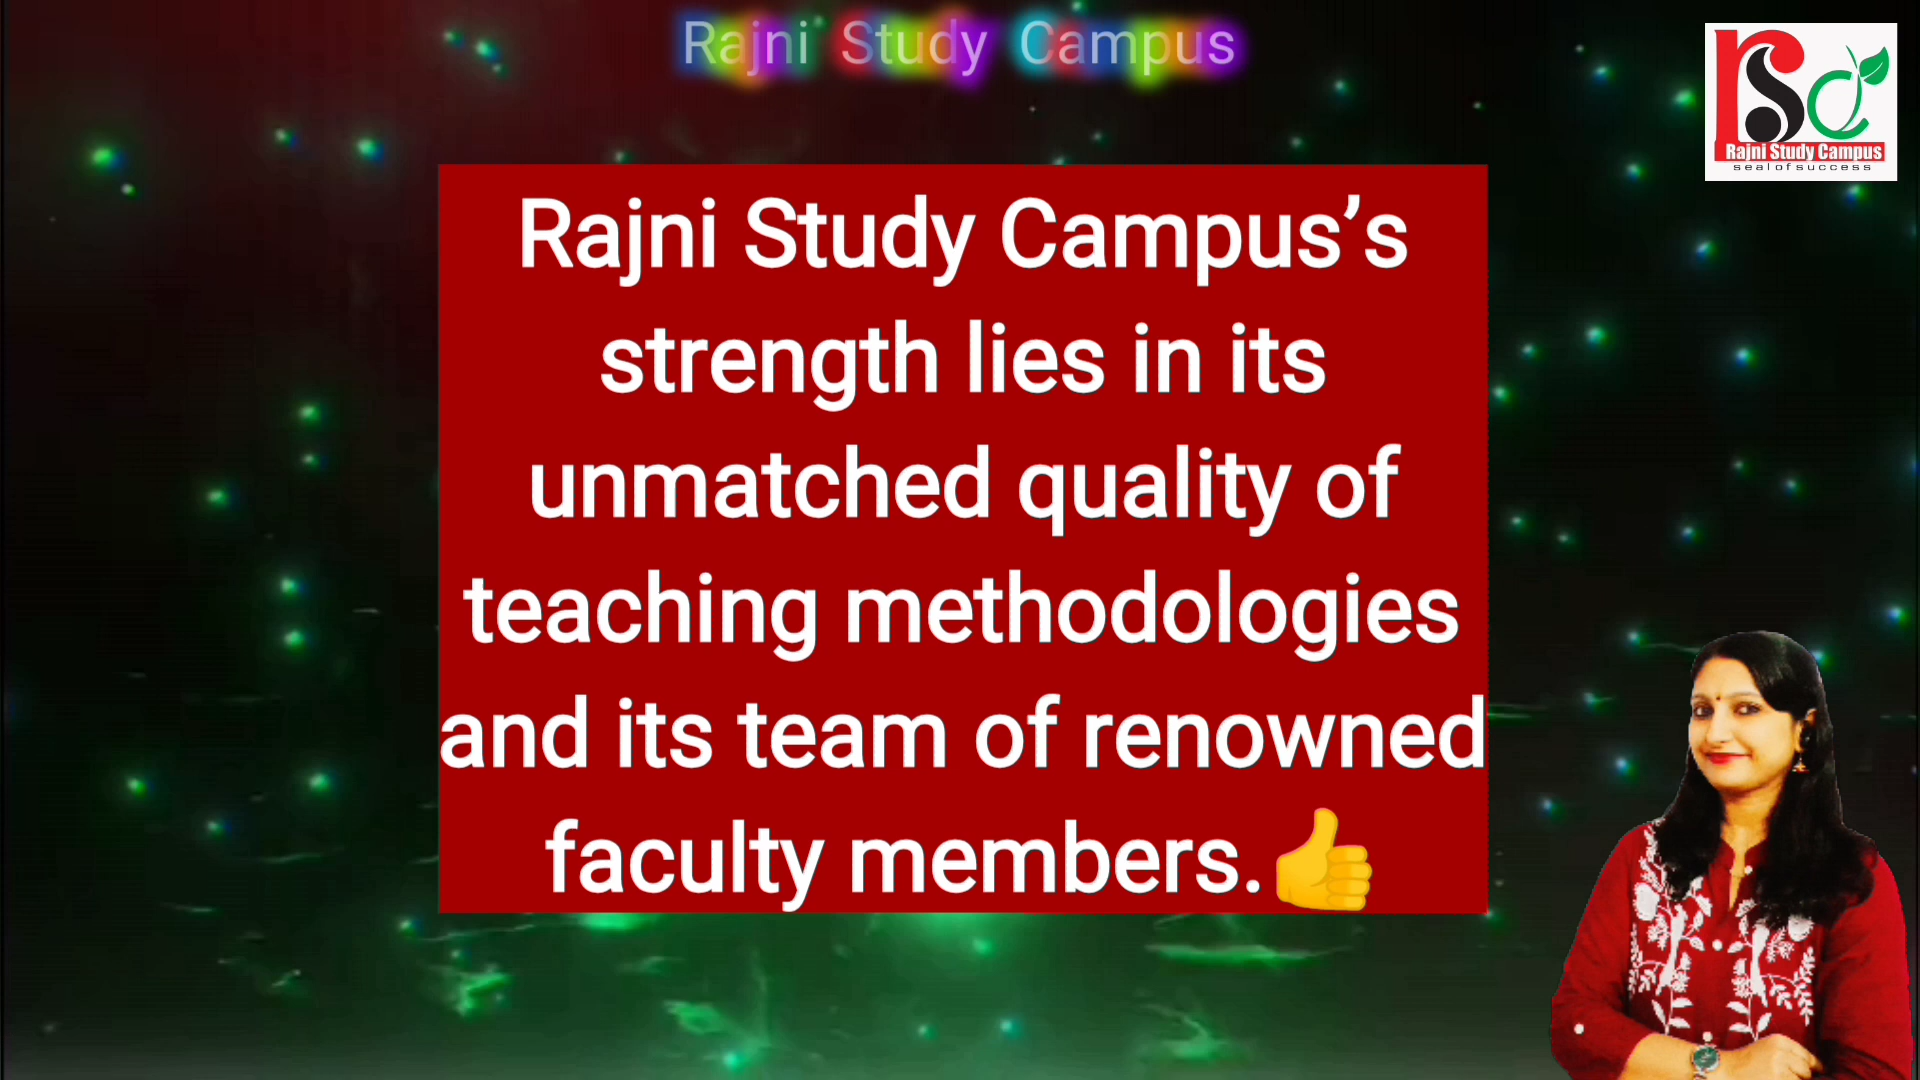 Rajni Study Campus
rsc
Rajni Study Campus
seal of success
Rajni Study Campus’s
strength lies in its
unmatched quality of
teaching methodologies
and its team of renowned
faculty members.👍